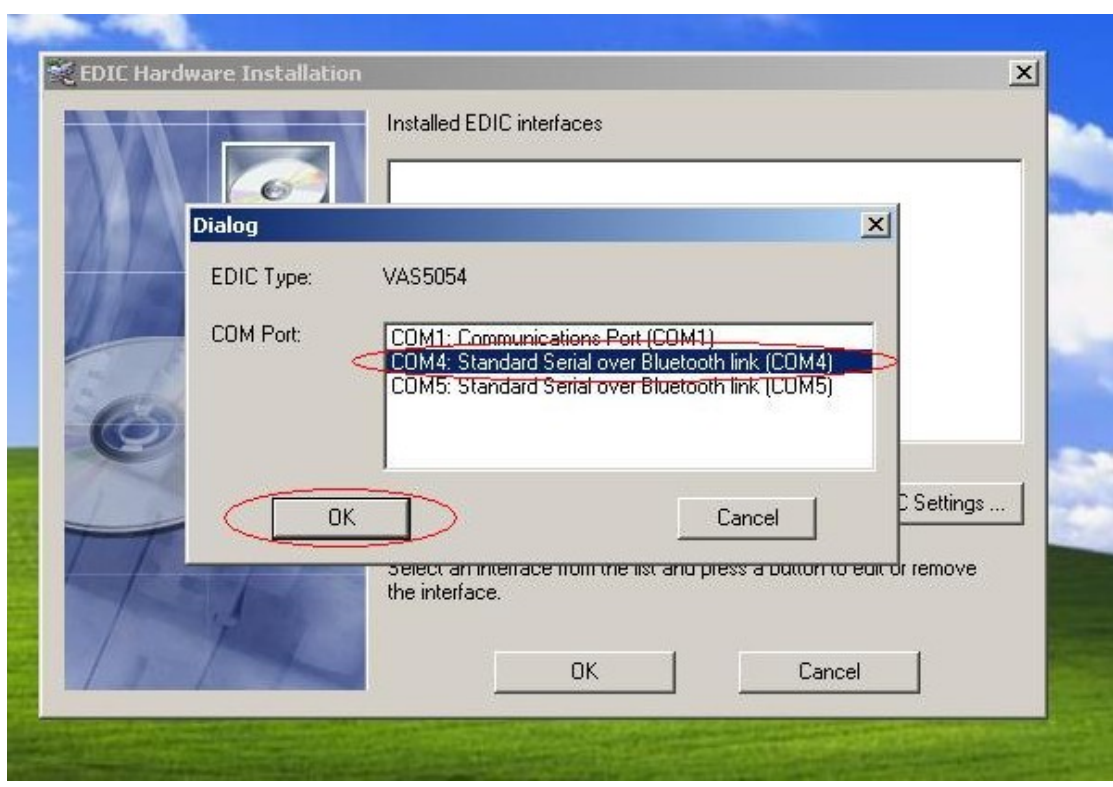 EDIC Hardware Installation
Installed EDIC interfaces
Dialog
EDIC Type: VAS5054
COM Port:
COM1: Communications Port (COM1)
COM4: Standard Serial over Bluetooth link (COM4)
COM5: Standard Serial over Bluetooth link (COM5)
OK
Cancel
C Settings ...
Select an interface from the list and press a button to edit or remove
the interface.
OK
Cancel